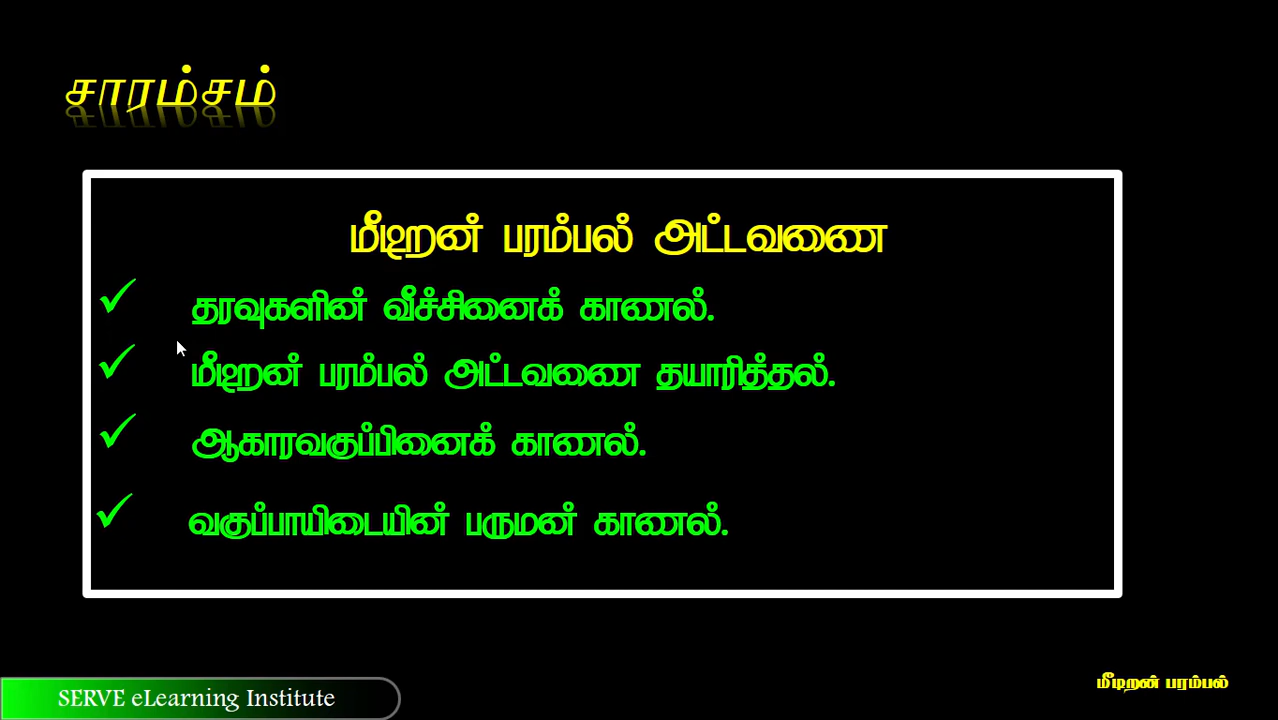 சாரம்சம்
மீடிறன் பரம்பல் அட்டவணை
✓ தரவுகளின் வீச்சினைக் காணல்.
✓ மீடிறன் பரம்பல் அட்டவணை தயாரித்தல்.
✓ ஆகாரவகுப்பினைக் காணல்.
✓ வகுப்பாயிடையின் பருமன் காணல்.
SERVE eLearning Institute
மீடிறன் பரம்பல்